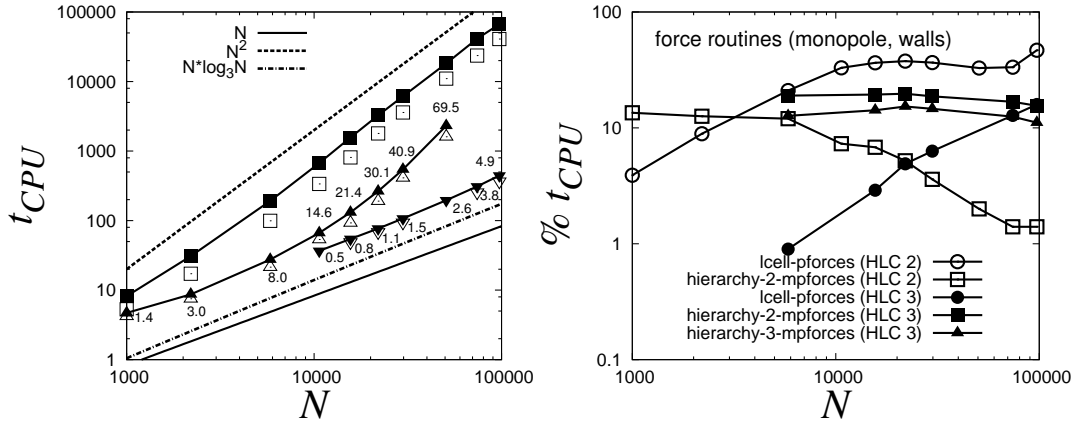 100000
10000
1000
100
10
1
t_CPU
N
N²
N*log₃N
69.5
40.9
30.1
21.4
14.6
8.0
3.0
1.4
4.9
3.8
2.6
1.5
1.1
0.8
0.5
1000
10000
100000
N
100
10
1
0.1
% t_CPU
force routines (monopole, walls)
lcell-pforces (HLC 2)
hierarchy-2-mpforces (HLC 2)
lcell-pforces (HLC 3)
hierarchy-2-mpforces (HLC 3)
hierarchy-3-mpforces (HLC 3)
1000
10000
100000
N